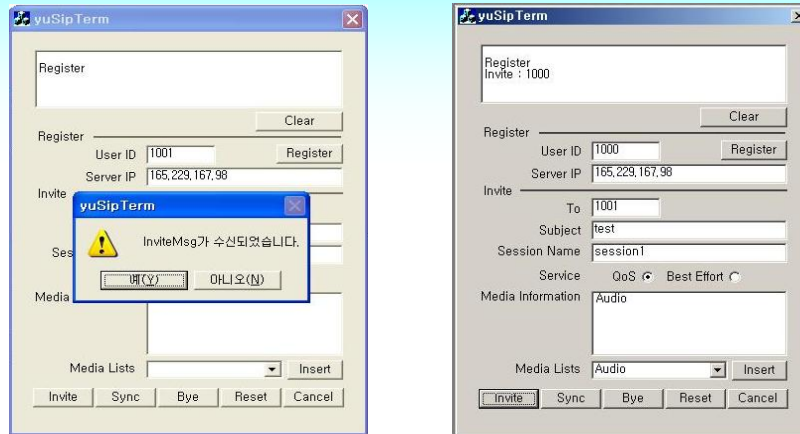 yuSipTerm
Register
Clear
Register
User ID 1001 Register
Server IP 165,229,167,98
Invite
yuSipTerm
InviteMsg가 수신되었습니다.
예(Y) 아니오(N)
Ses
Media
Media Lists Insert
Invite Sync Bye Reset Cancel
yuSipTerm
Register
Invite : 1000
Clear
Register
User ID 1000 Register
Server IP 165,229,167,98
Invite
To 1001
Subject test
Session Name session1
Service QoS Best Effort
Media Information Audio
Media Lists Audio Insert
Invite Sync Bye Reset Cancel